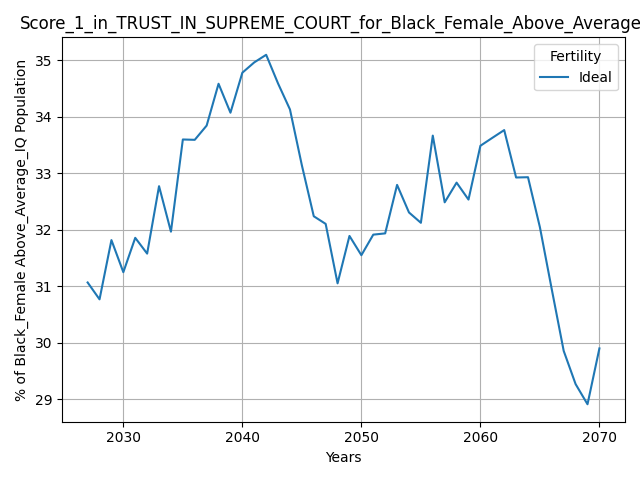 Score_1_in_TRUST_IN_SUPREME_COURT_for_Black_Female_Above_Average
Fertility
Ideal
% of Black_Female Above_Average_IQ Population
35
34
33
32
31
30
29
2030
2040
2050
2060
2070
Years